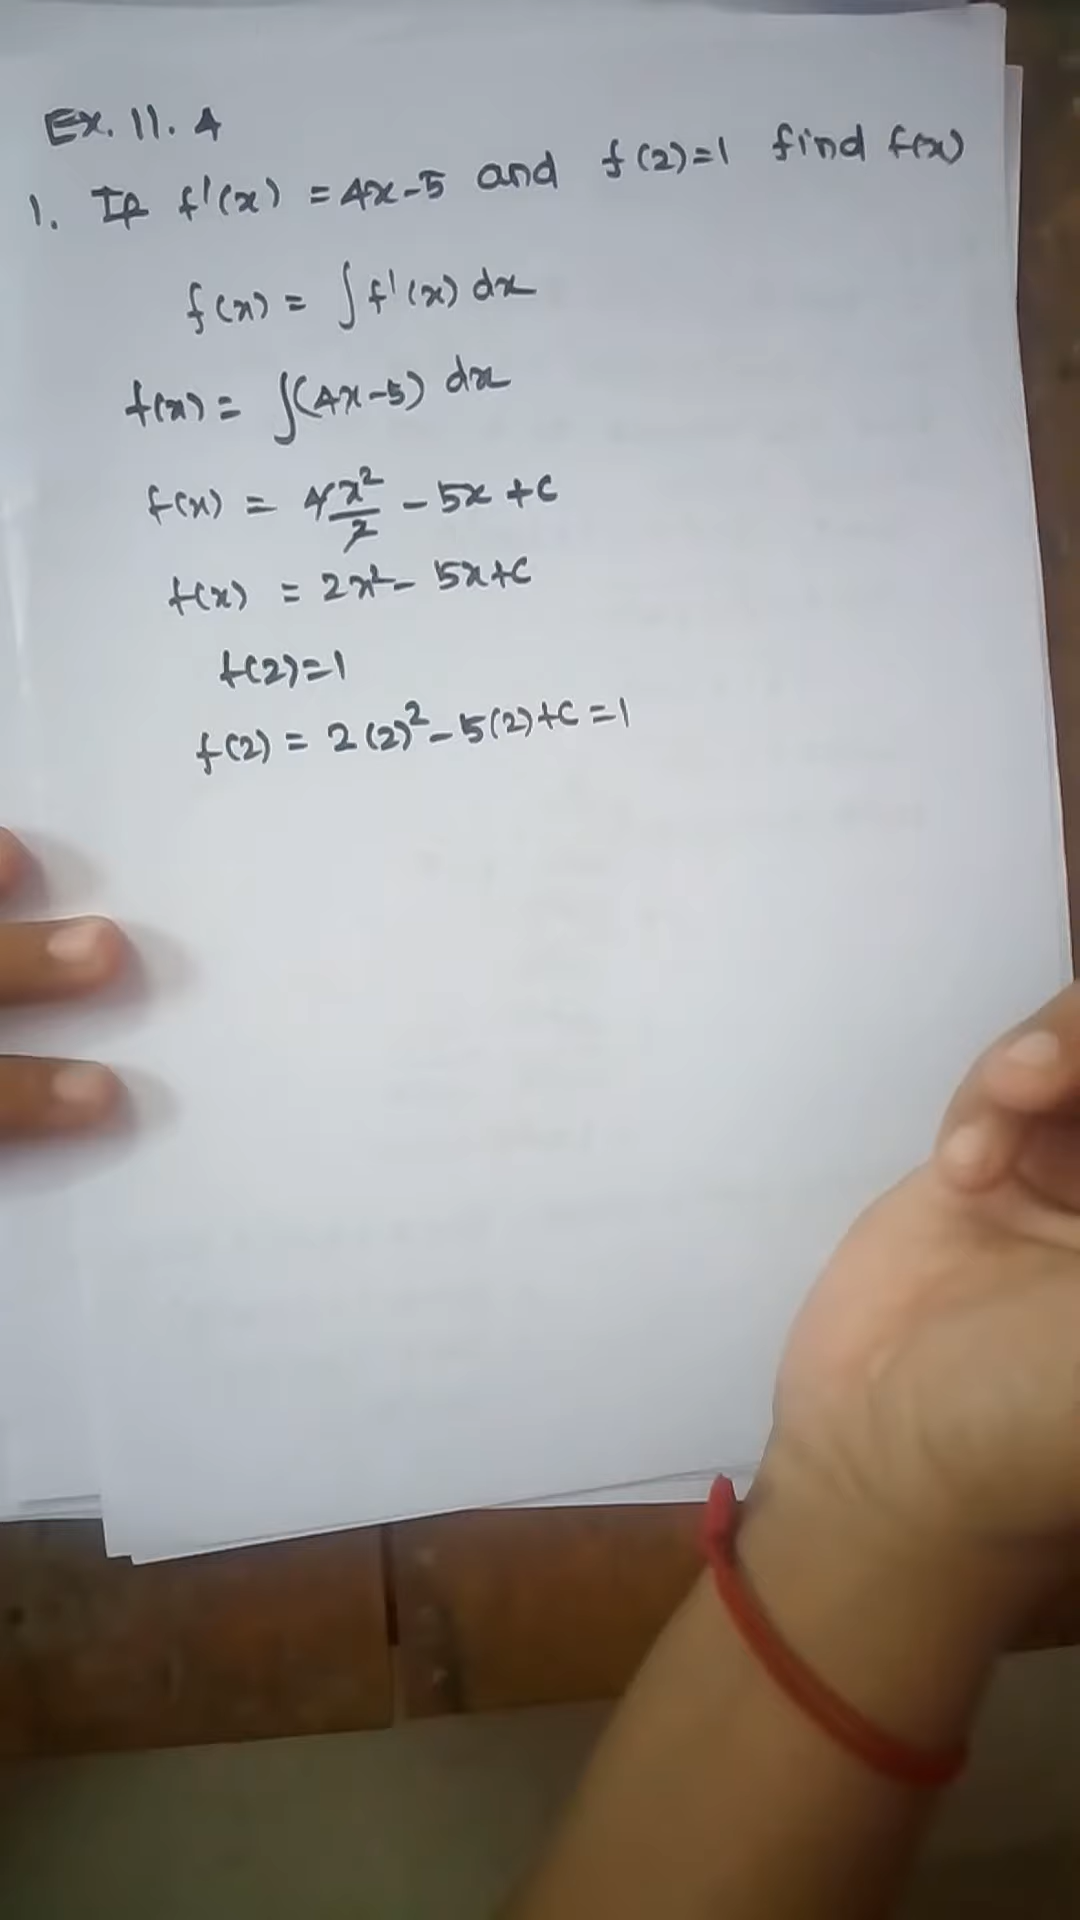 Ex. 11.4
1. If f'(x) = 4x-5 and f(2)=1 find f(x)
f(x) = ∫f'(x) dx
f(x) = ∫(4x-5) dx
f(x) = 4x²/2 - 5x + c
f(x) = 2x² - 5x+c
f(2)=1
f(2) = 2(2)² - 5(2)+c = 1